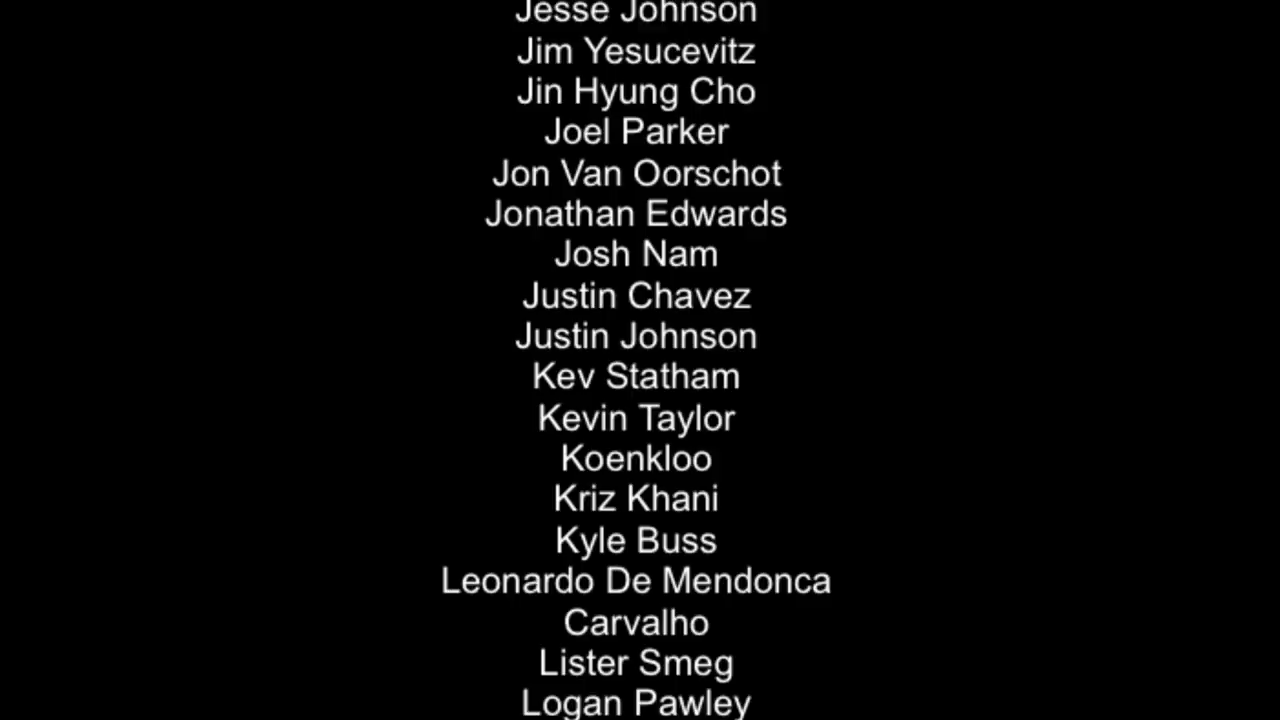 Jesse Johnson
Jim Yesucevitz
Jin Hyung Cho
Joel Parker
Jon Van Oorschot
Jonathan Edwards
Josh Nam
Justin Chavez
Justin Johnson
Kev Statham
Kevin Taylor
Koenkloo
Kriz Khani
Kyle Buss
Leonardo De Mendonca
Carvalho
Lister Smeg
Logan Pawley